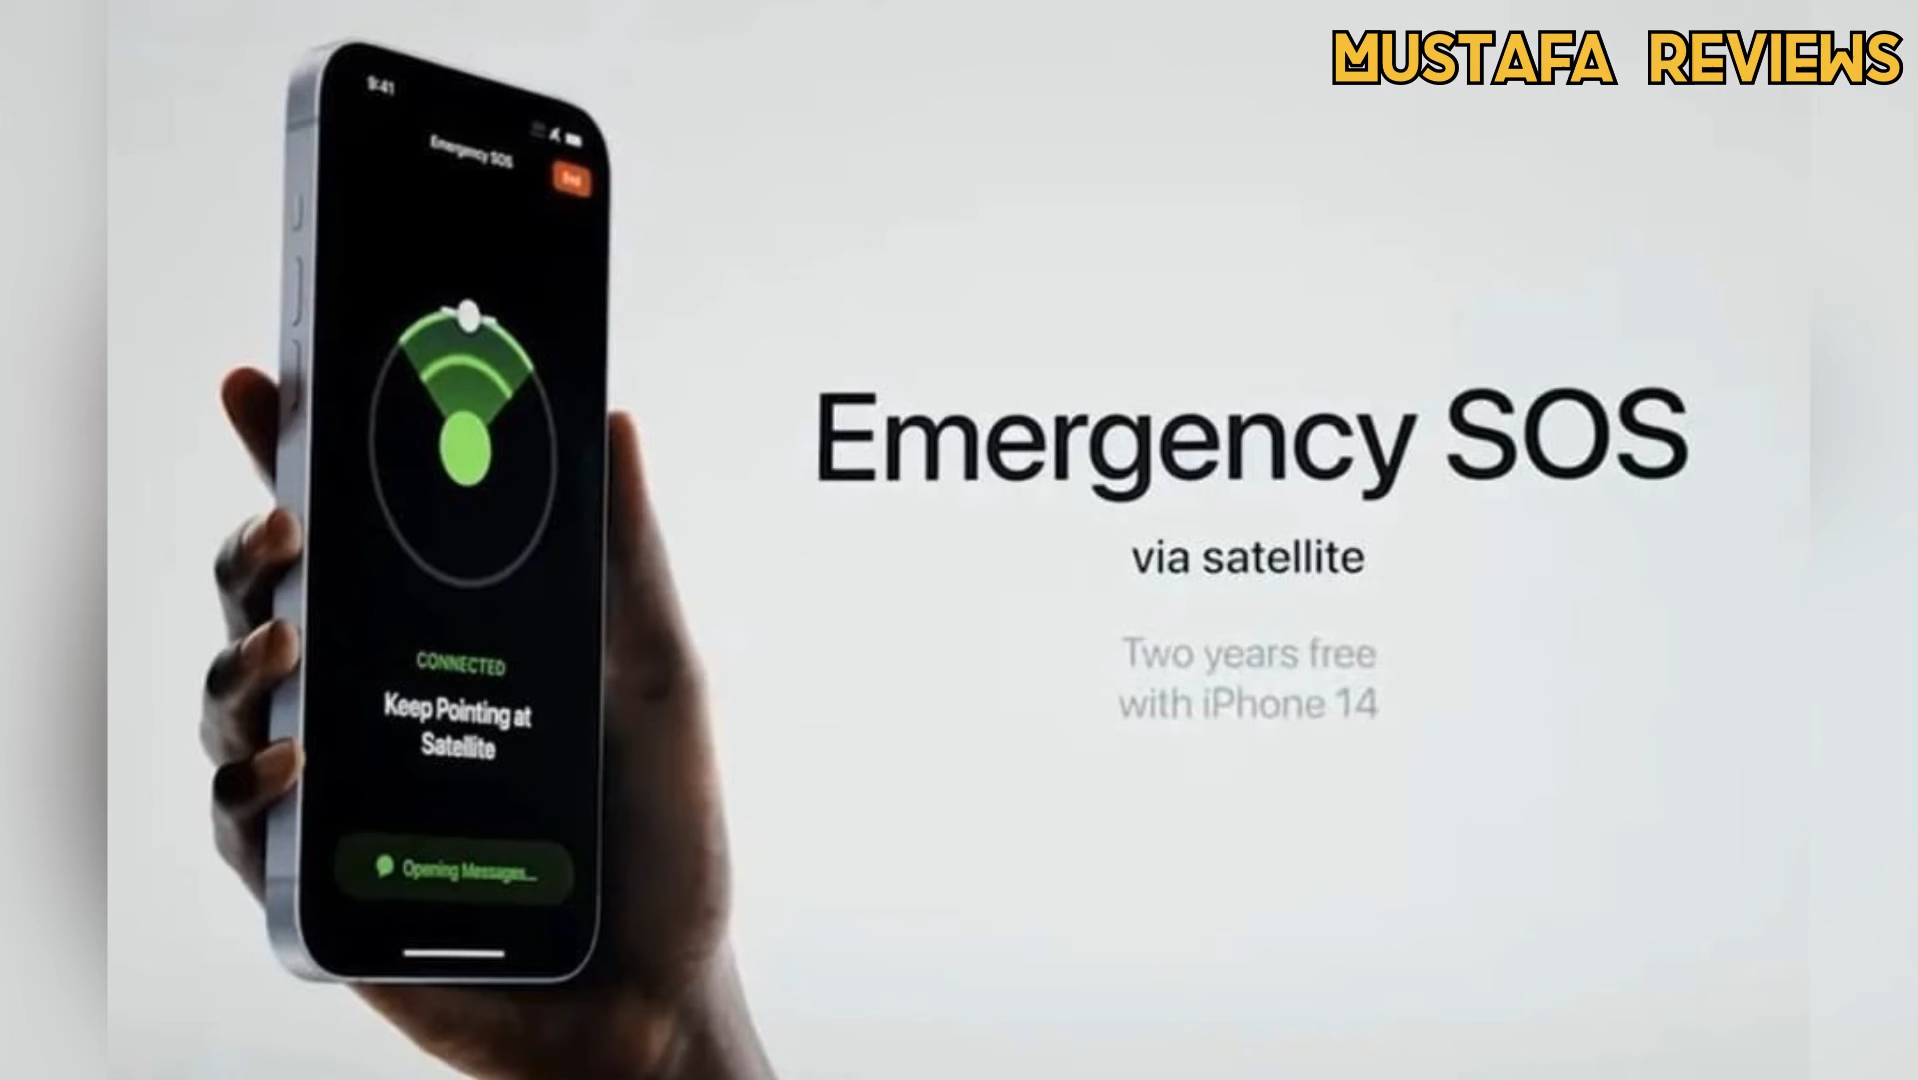 MUSTAFA REVIEWS
9:41
Emergency SOS
End
CONNECTED
Keep Pointing at
Satellite
Opening Messages...
Emergency SOS
via satellite
Two years free
with iPhone 14